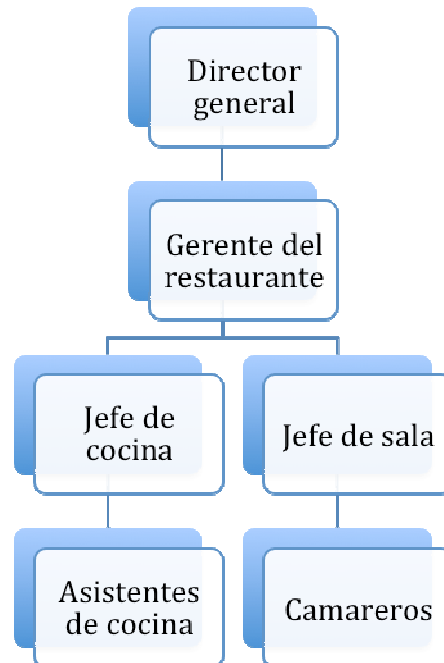 Director
general
Gerente del
restaurante
Jefe de
cocina
Jefe de sala
Asistentes
de cocina
Camareros